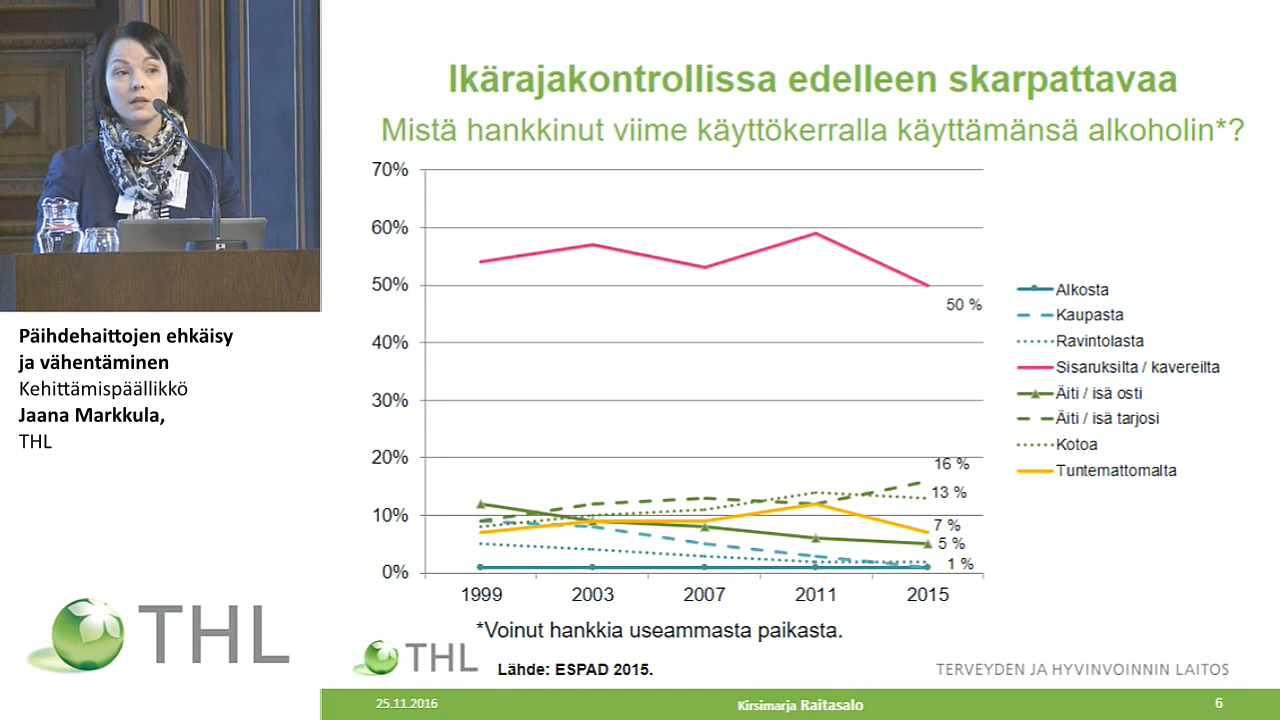 Ikärajakontrollissa edelleen skarpattavaa
Mistä hankkinut viime käyttökerralla käyttämänsä alkoholin*?
70%
60%
50%
40%
30%
20%
10%
0%
50 %
16 %
13 %
7 %
5 %
1 %
1999 2003 2007 2011 2015
Alkosta
Kaupasta
Ravintolasta
Sisaruksilta / kavereilta
Äiti / isä osti
Äiti / isä tarjosi
Kotoa
Tuntemattomalta
*Voinut hankkia useammasta paikasta.
THL
Lähde: ESPAD 2015.
TERVEYDEN JA HYVINVOINNIN LAITOS
25.11.2016
Kirsimarja Raitasalo
6
Päihdehaittojen ehkäisy
ja vähentäminen
Kehittämispäällikkö
Jaana Markkula,
THL
THL